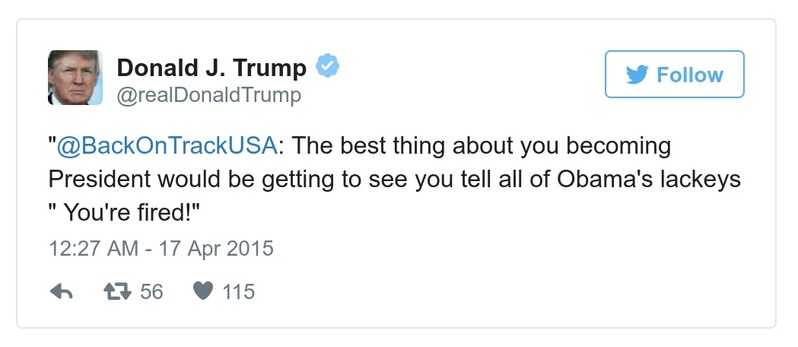 Donald J. Trump
@realDonaldTrump
Follow
"@BackOnTrackUSA: The best thing about you becoming
President would be getting to see you tell all of Obama's lackeys
" You're fired!"
12:27 AM - 17 Apr 2015
56 115